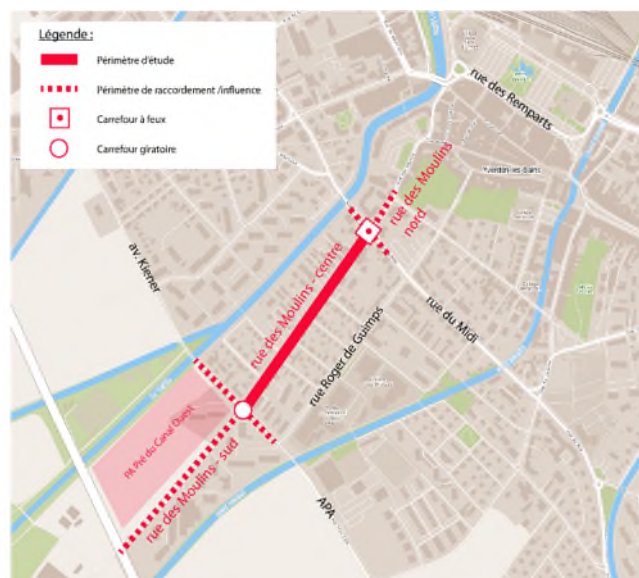 Légende :
Périmètre d'étude
Périmètre de raccordement /influence
Carrefour à feux
Carrefour giratoire
rue des Remparts
Yverdon-les-Bains
rue des Moulins
nord
av. Kiener
rue des Moulins - centre
rue du Midi
rue Roger de Guimps
PA Pré du Canal Ouest
rue des Moulins - sud
APA